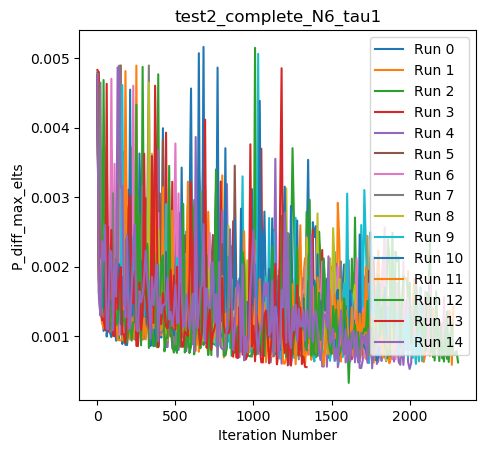 test2_complete_N6_tau1
P_diff_max_elts
0.005
0.004
0.003
0.002
0.001
0
500
1000
1500
2000
Iteration Number
Run 0
Run 1
Run 2
Run 3
Run 4
Run 5
Run 6
Run 7
Run 8
Run 9
Run 10
Run 11
Run 12
Run 13
Run 14